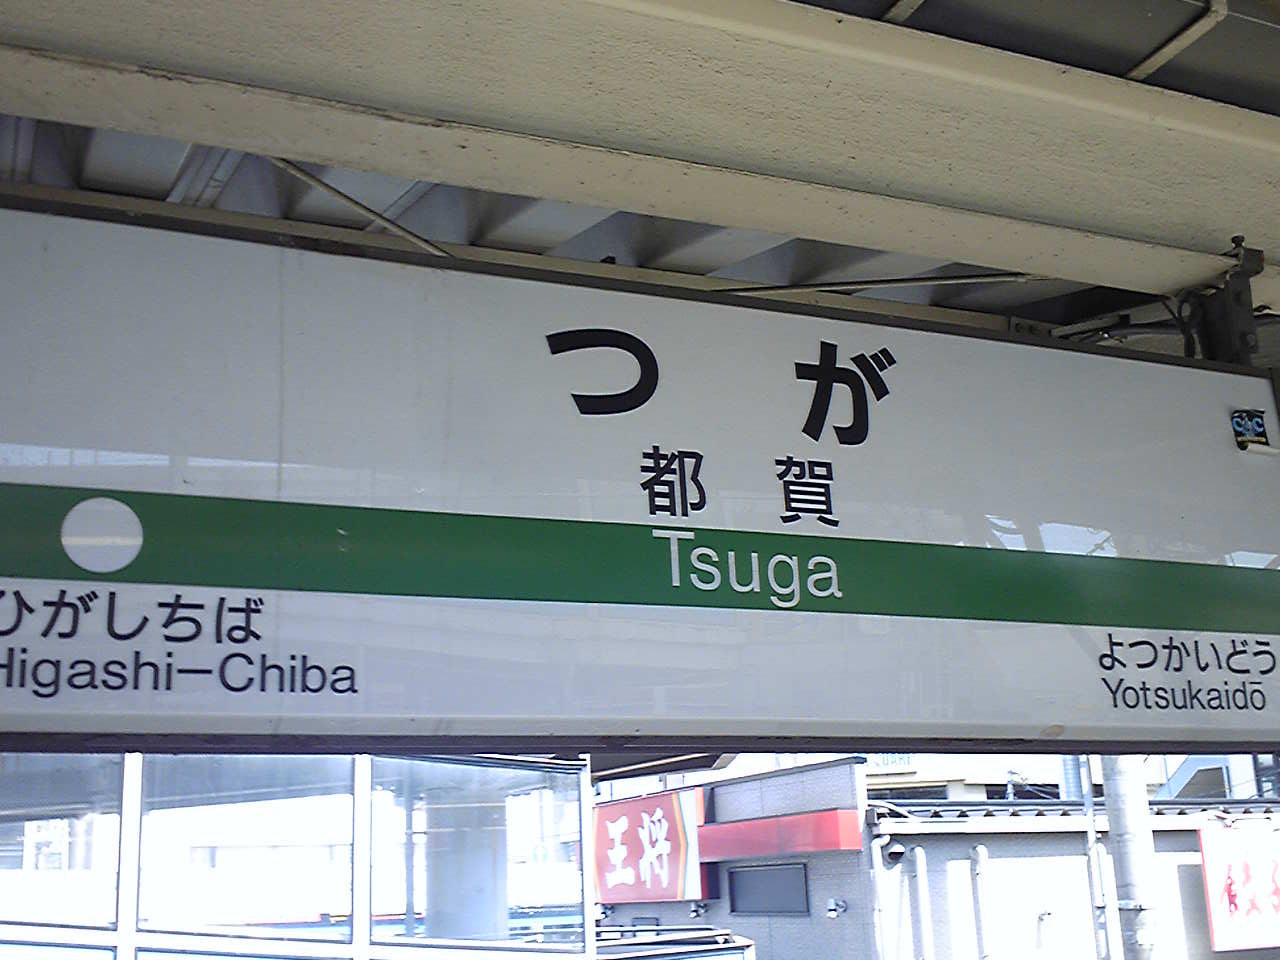 つが
都賀
Tsuga
ひがしちば
Higashi-Chiba
よつかいどう
Yotsukaidō
王将